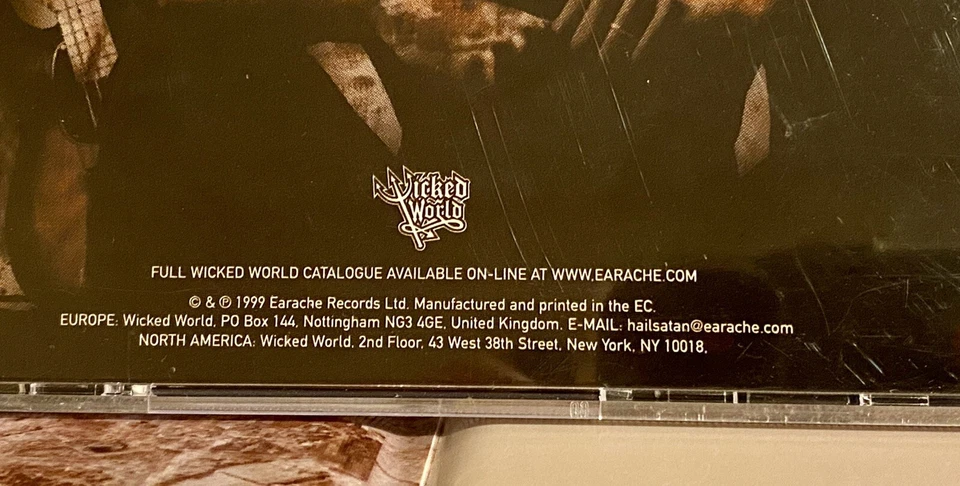 Wicked
World
FULL WICKED WORLD CATALOGUE AVAILABLE ON-LINE AT WWW.EARACHE.COM
© & ℗ 1999 Earache Records Ltd. Manufactured and printed in the EC.
EUROPE: Wicked World, PO Box 144, Nottingham NG3 4GE, United Kingdom. E-MAIL: hailsatan@earache.com
NORTH AMERICA: Wicked World, 2nd Floor, 43 West 38th Street, New York, NY 10018.